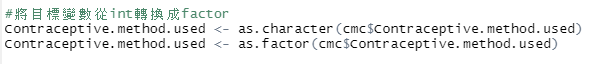 #將目標變數從int轉換成factor
Contraceptive.method.used <- as.character(cmc$Contraceptive.method.used)
Contraceptive.method.used <- as.factor(cmc$Contraceptive.method.used)